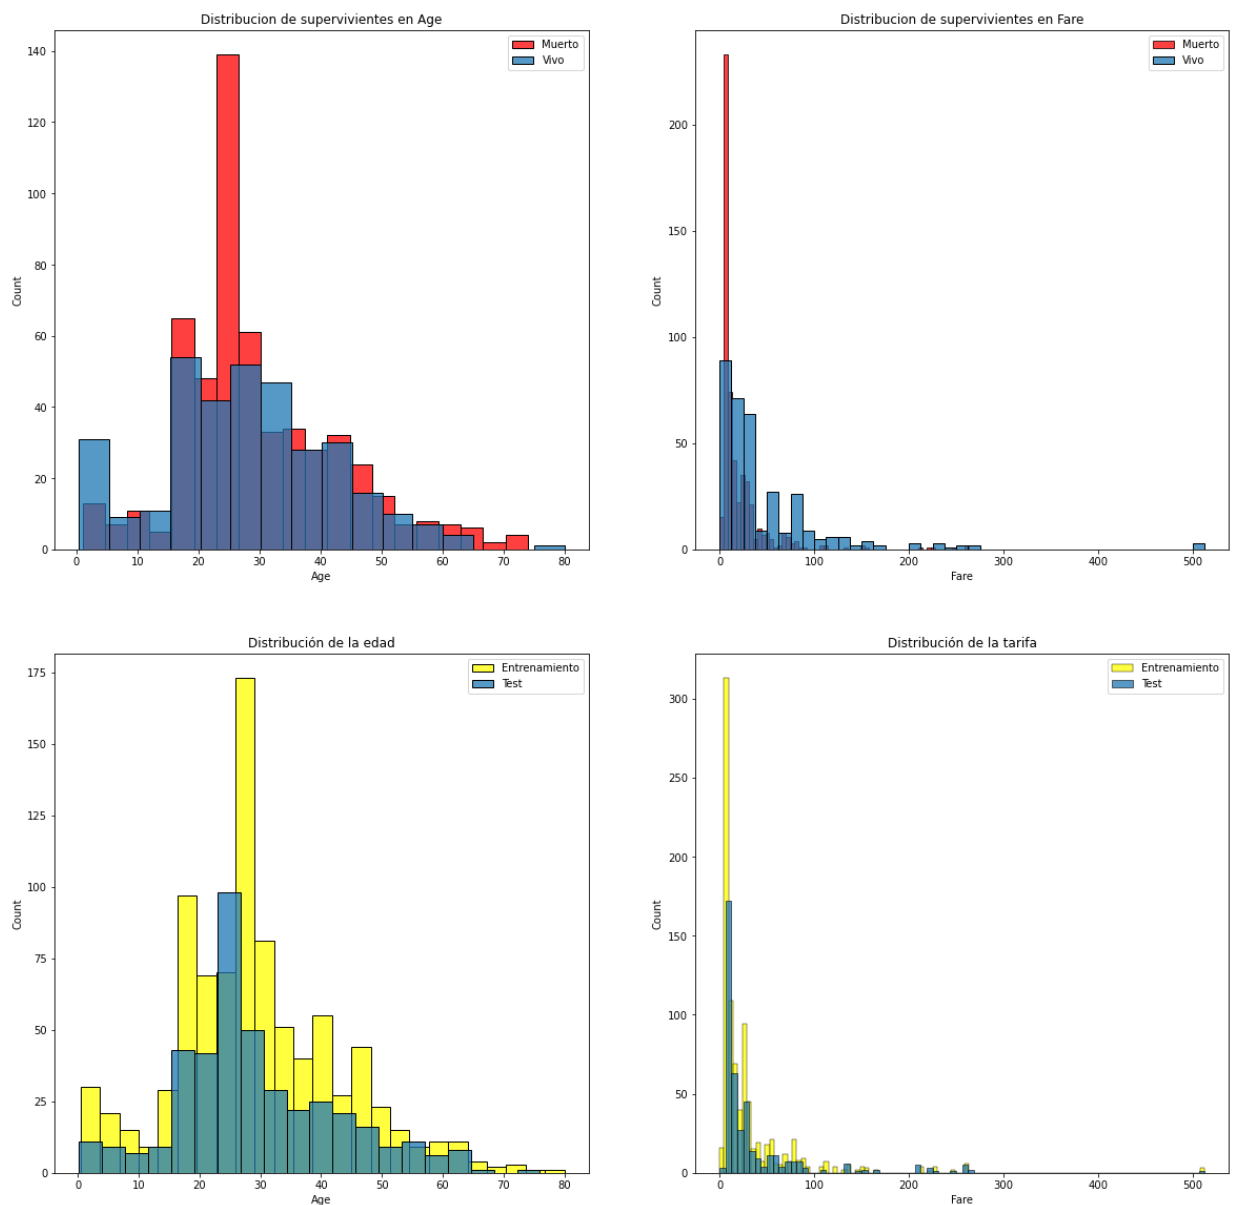 Distribucion de supervivientes en Age
Muerto
Vivo
140
120
100
80
60
40
20
0
Count
0 10 20 30 40 50 60 70 80
Age
Distribucion de supervivientes en Fare
Muerto
Vivo
200
150
100
50
0
Count
0 100 200 300 400 500
Fare
Distribución de la edad
Entrenamiento
Test
175
150
125
100
75
50
25
0
Count
0 10 20 30 40 50 60 70 80
Age
Distribución de la tarifa
Entrenamiento
Test
300
250
200
150
100
50
0
Count
0 100 200 300 400 500
Fare